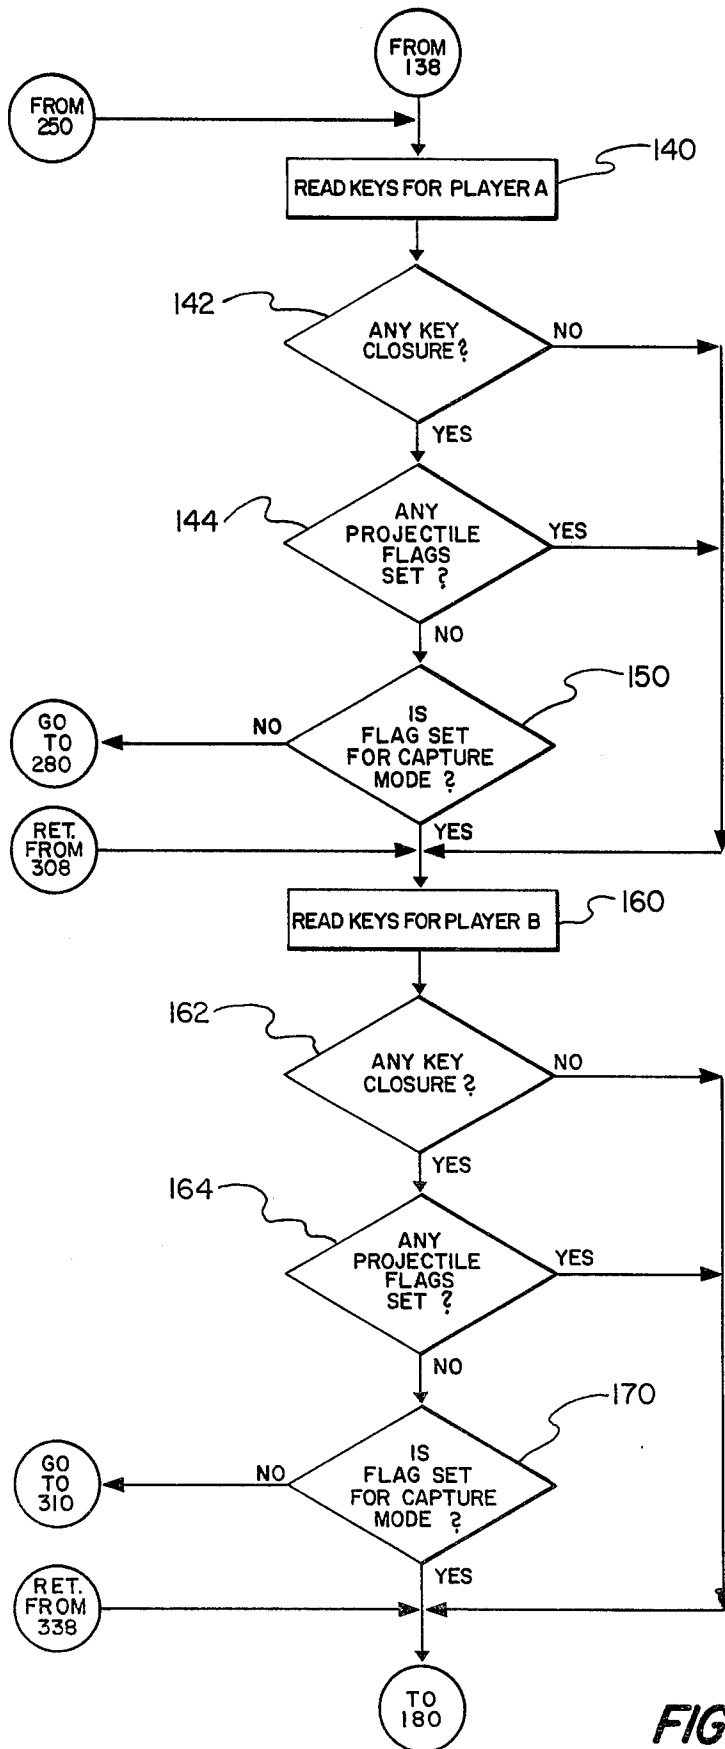 FROM
138
FROM
250
READ KEYS FOR PLAYER A
140
142
ANY KEY
CLOSURE?
NO
YES
144
ANY
PROJECTILE
FLAGS
SET ?
YES
NO
150
IS
FLAG SET
FOR CAPTURE
MODE ?
NO
GO
TO
280
YES
RET.
FROM
308
READ KEYS FOR PLAYER B
160
162
ANY KEY
CLOSURE?
NO
YES
164
ANY
PROJECTILE
FLAGS
SET ?
YES
NO
170
IS
FLAG SET
FOR CAPTURE
MODE ?
NO
GO
TO
310
YES
RET.
FROM
338
TO
180
FIG